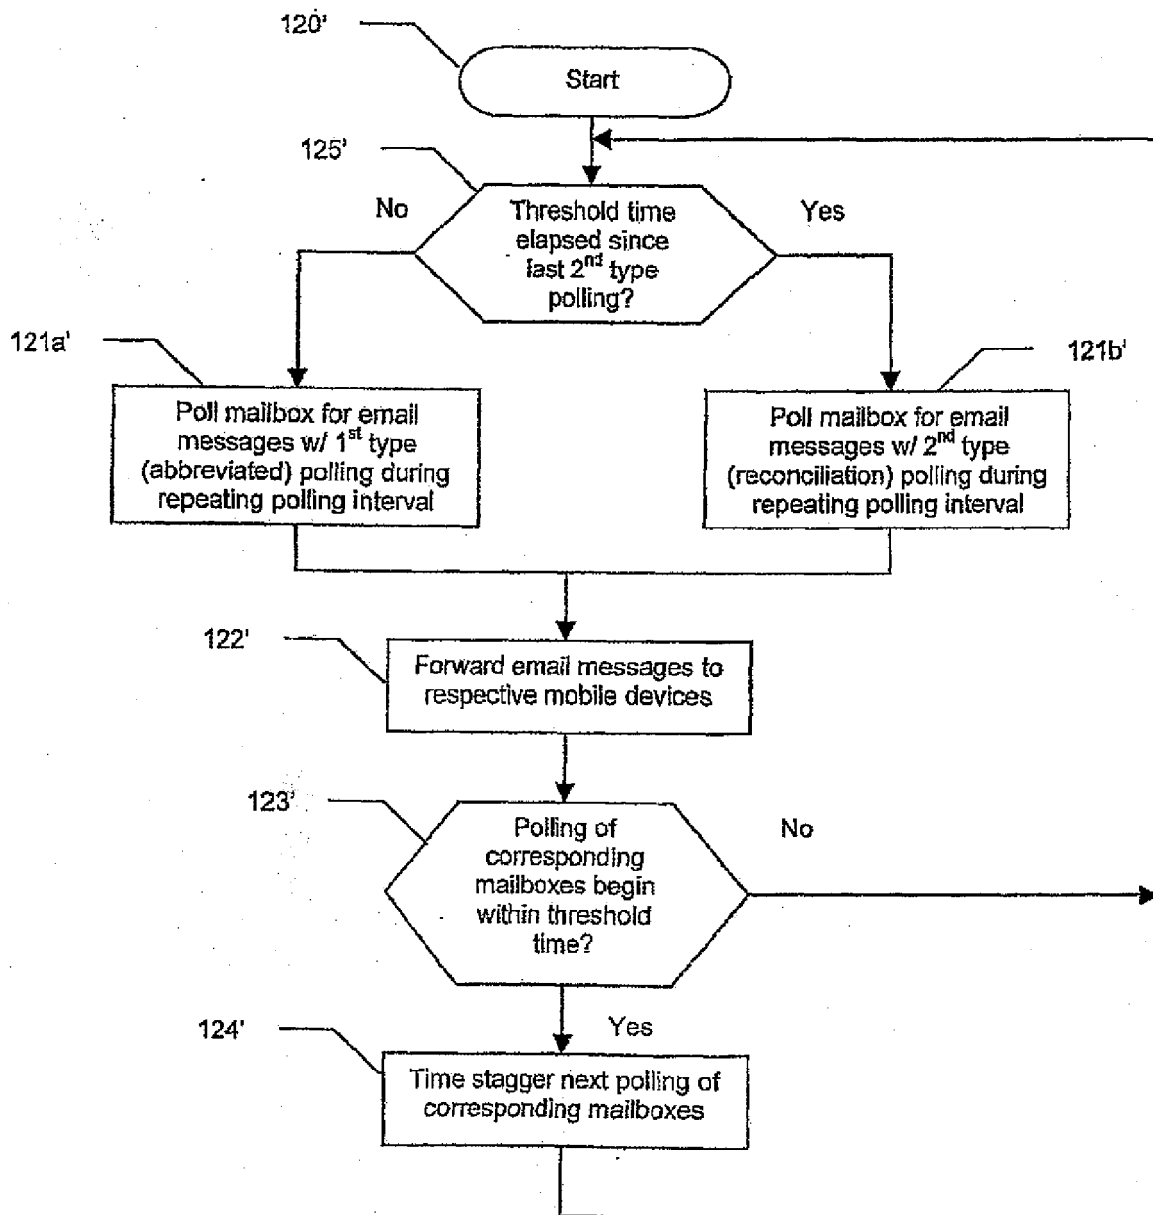 120'
Start
125'
No
Yes
Threshold time
elapsed since
last 2nd type
polling?
121a'
121b'
Poll mailbox for email
messages w/ 1st type
(abbreviated) polling during
repeating polling interval
Poll mailbox for email
messages w/ 2nd type
(reconciliation) polling during
repeating polling interval
122'
Forward email messages to
respective mobile devices
123'
Polling of
corresponding
mailboxes begin
within threshold
time?
No
Yes
124'
Time stagger next polling of
corresponding mailboxes